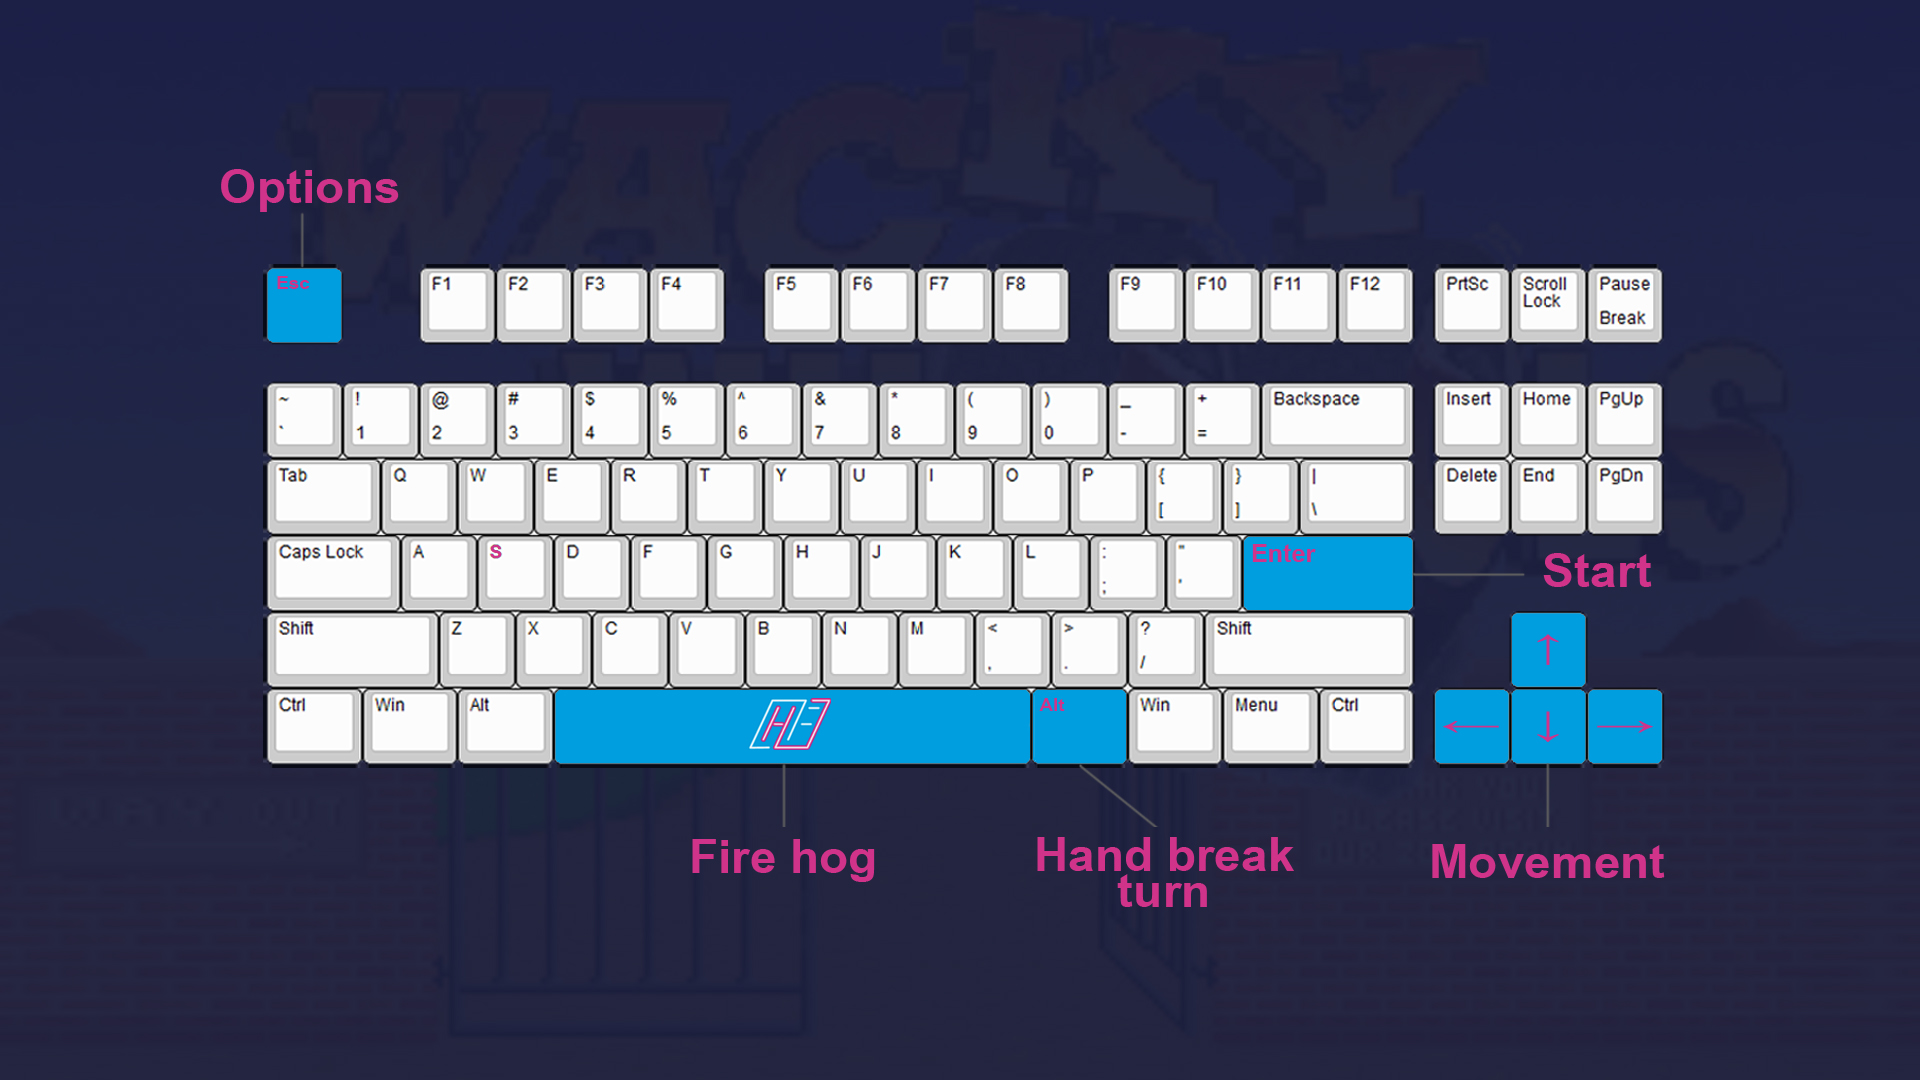 WACKY
Options
Esc F1 F2 F3 F4 F5 F6 F7 F8 F9 F10 F11 F12 PrtSc Scroll Lock Pause Break
~ ! @ # $ % ^ & * ( ) _ + Backspace Insert Home PgUp
` 1 2 3 4 5 6 7 8 9 0 - =
Tab Q W E R T Y U I O P { } | Delete End PgDn
[ ] \
Caps Lock A S D F G H J K L : " Enter
; '
Start
Shift Z X C V B N M < > ? Shift ↑
, . /
Ctrl Win Alt Alt Win Menu Ctrl ← ↓ →
Fire hog
Hand break
turn
Movement